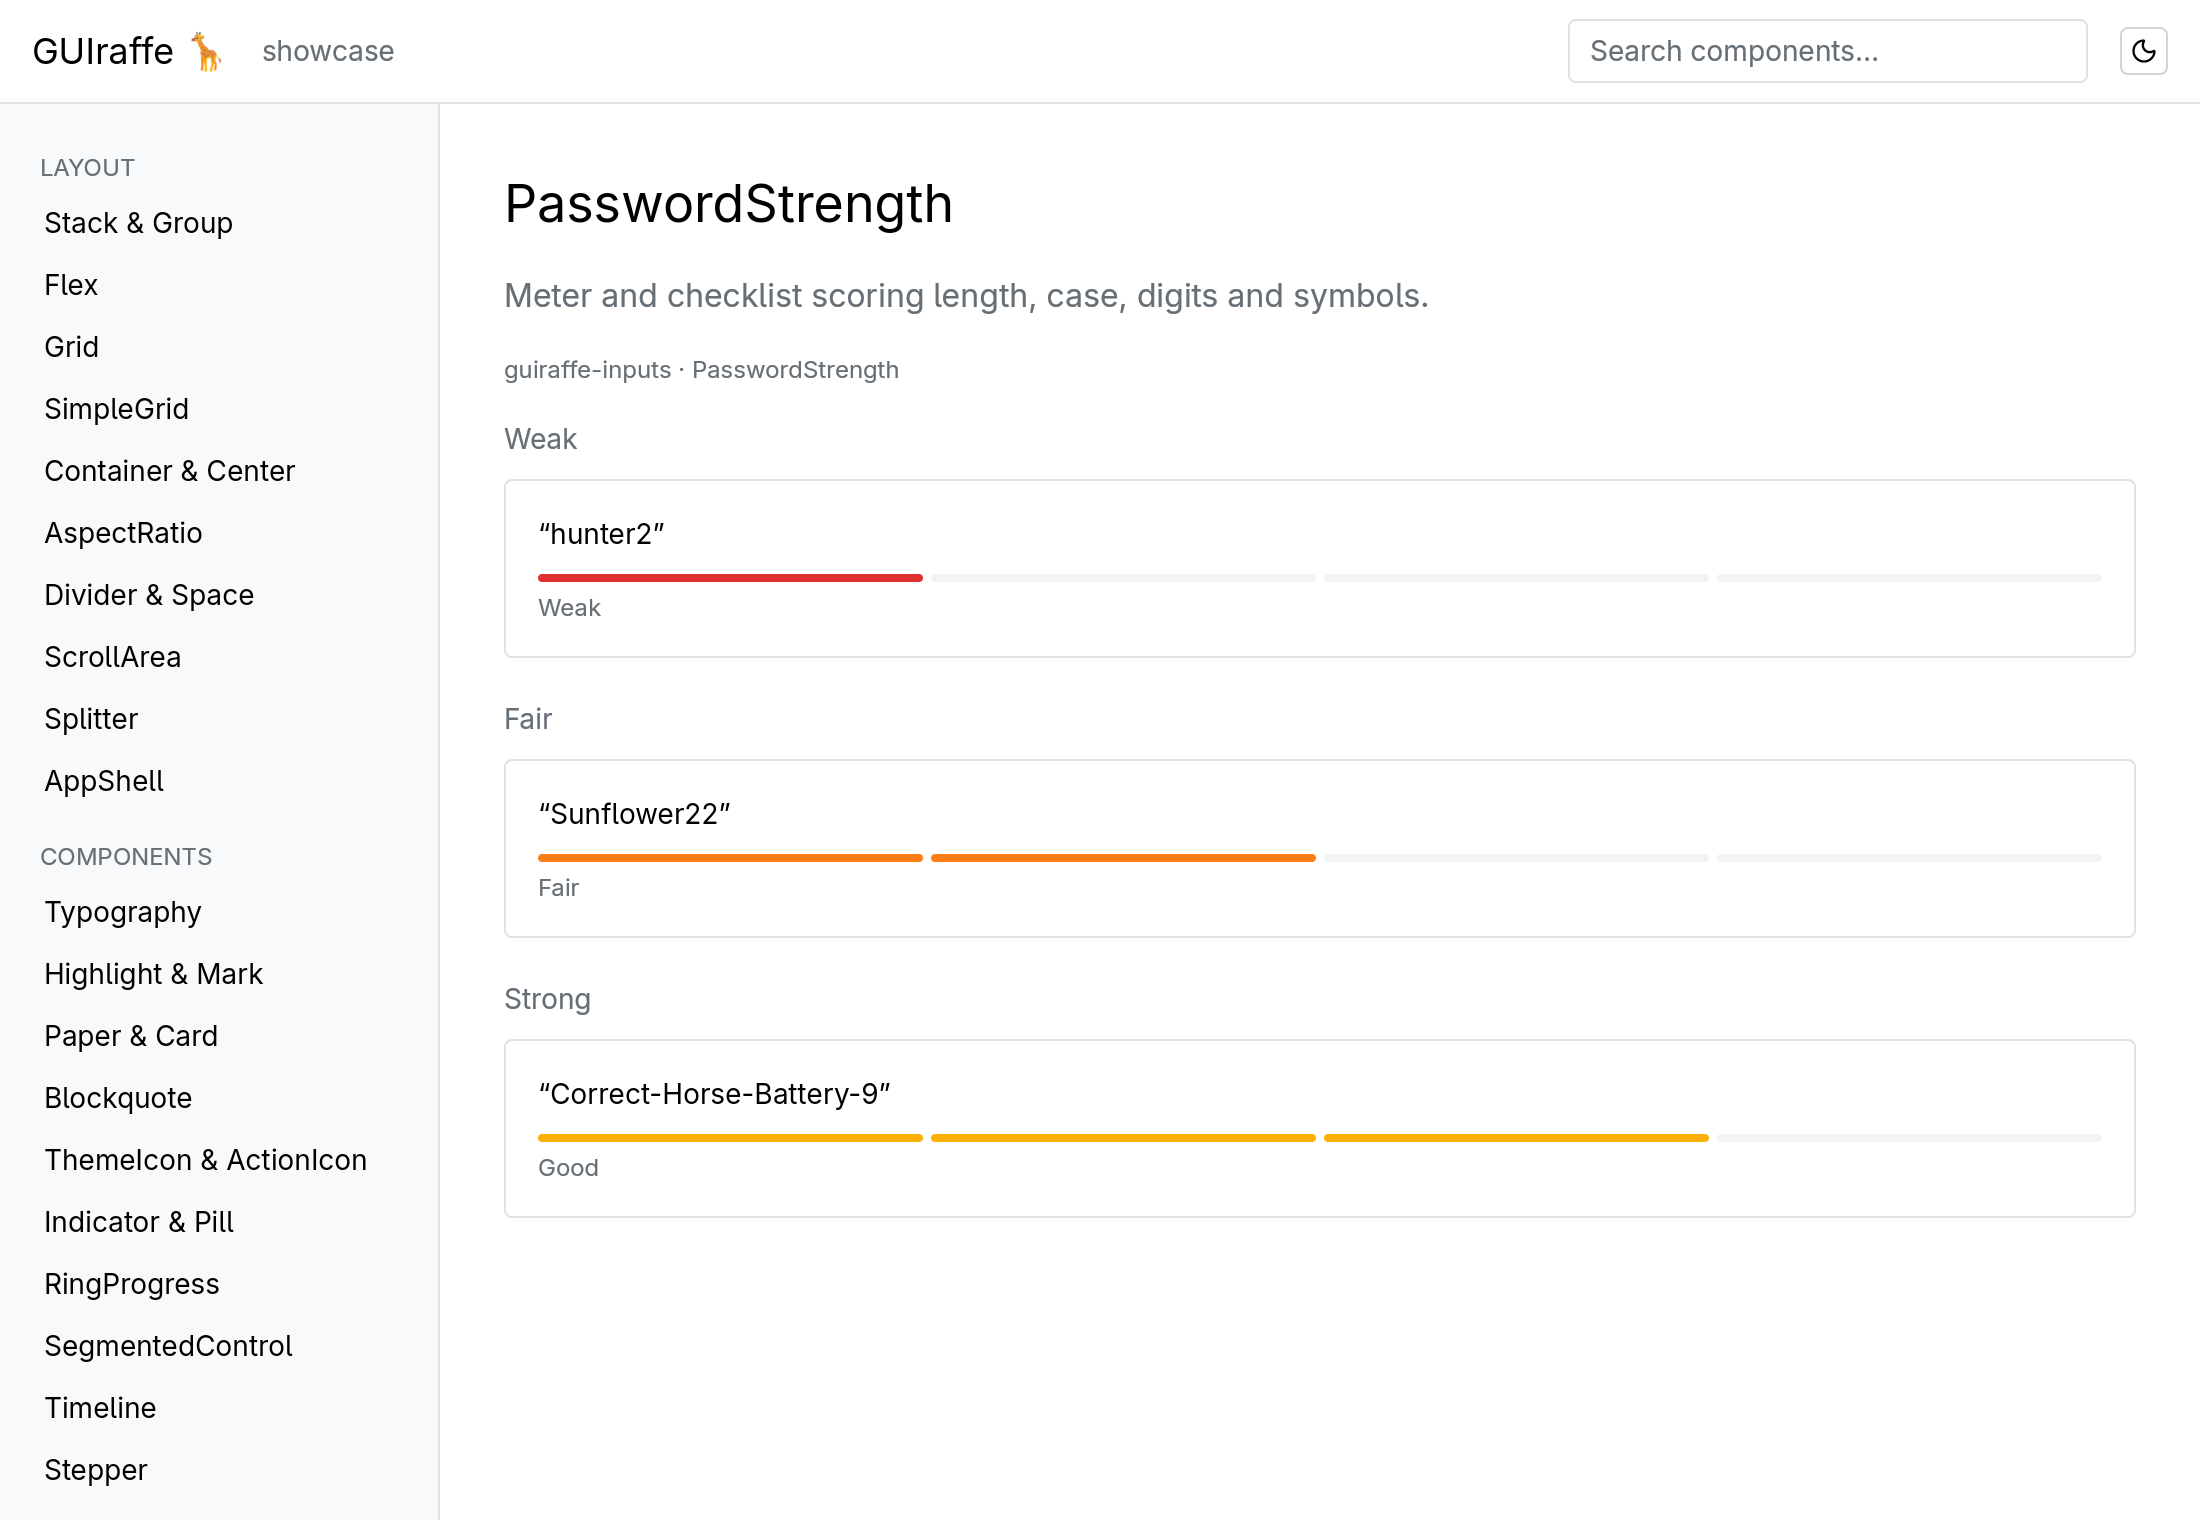 GUIraffe 🦒 showcase
Search components...
LAYOUT
Stack & Group
Flex
Grid
SimpleGrid
Container & Center
AspectRatio
Divider & Space
ScrollArea
Splitter
AppShell
COMPONENTS
Typography
Highlight & Mark
Paper & Card
Blockquote
ThemeIcon & ActionIcon
Indicator & Pill
RingProgress
SegmentedControl
Timeline
Stepper
PasswordStrength
Meter and checklist scoring length, case, digits and symbols.
guiraffe-inputs · PasswordStrength
Weak
“hunter2”
Weak
Fair
“Sunflower22”
Fair
Strong
“Correct-Horse-Battery-9”
Good